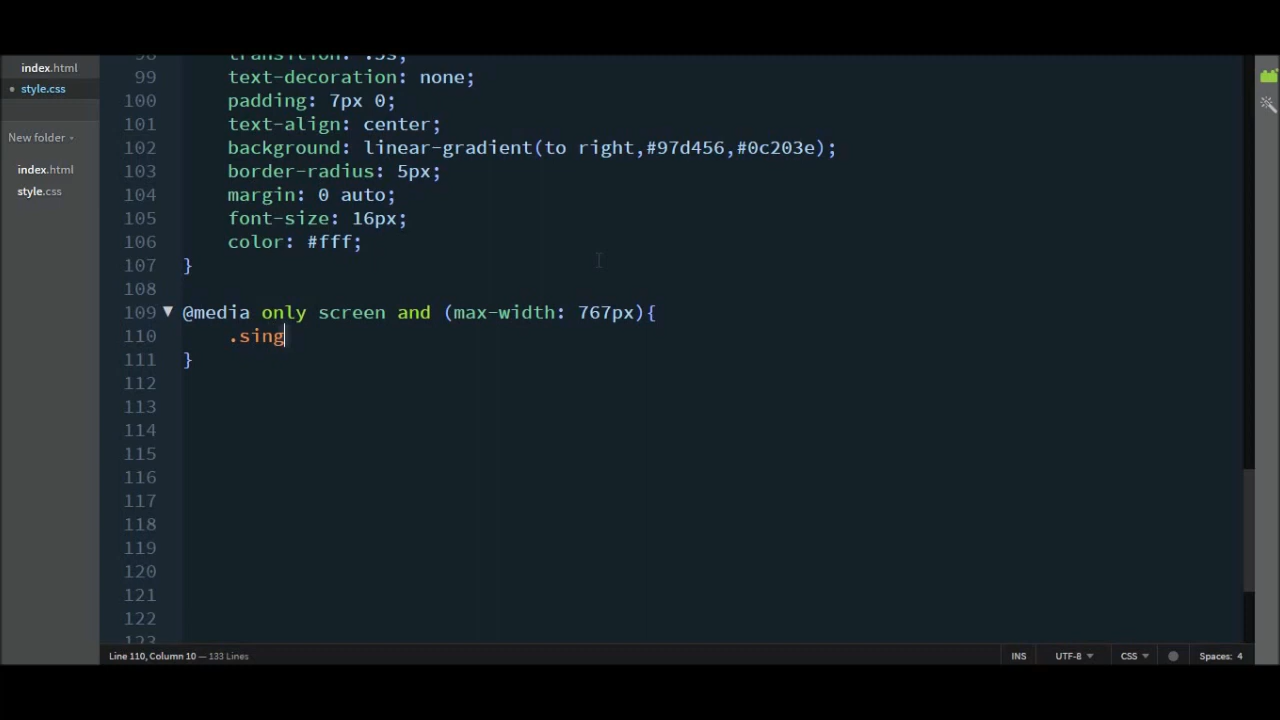 index.html
style.css
New folder
index.html
style.css
98 transition: .5s;
99 text-decoration: none;
100 padding: 7px 0;
101 text-align: center;
102 background: linear-gradient(to right,#97d456,#0c203e);
103 border-radius: 5px;
104 margin: 0 auto;
105 font-size: 16px;
106 color: #fff;
107 }
108
109 @media only screen and (max-width: 767px){
110 .sing
111 }
112
113
114
115
116
117
118
119
120
121
122
123
Line 110, Column 10 — 133 Lines
INS UTF-8 CSS Spaces: 4